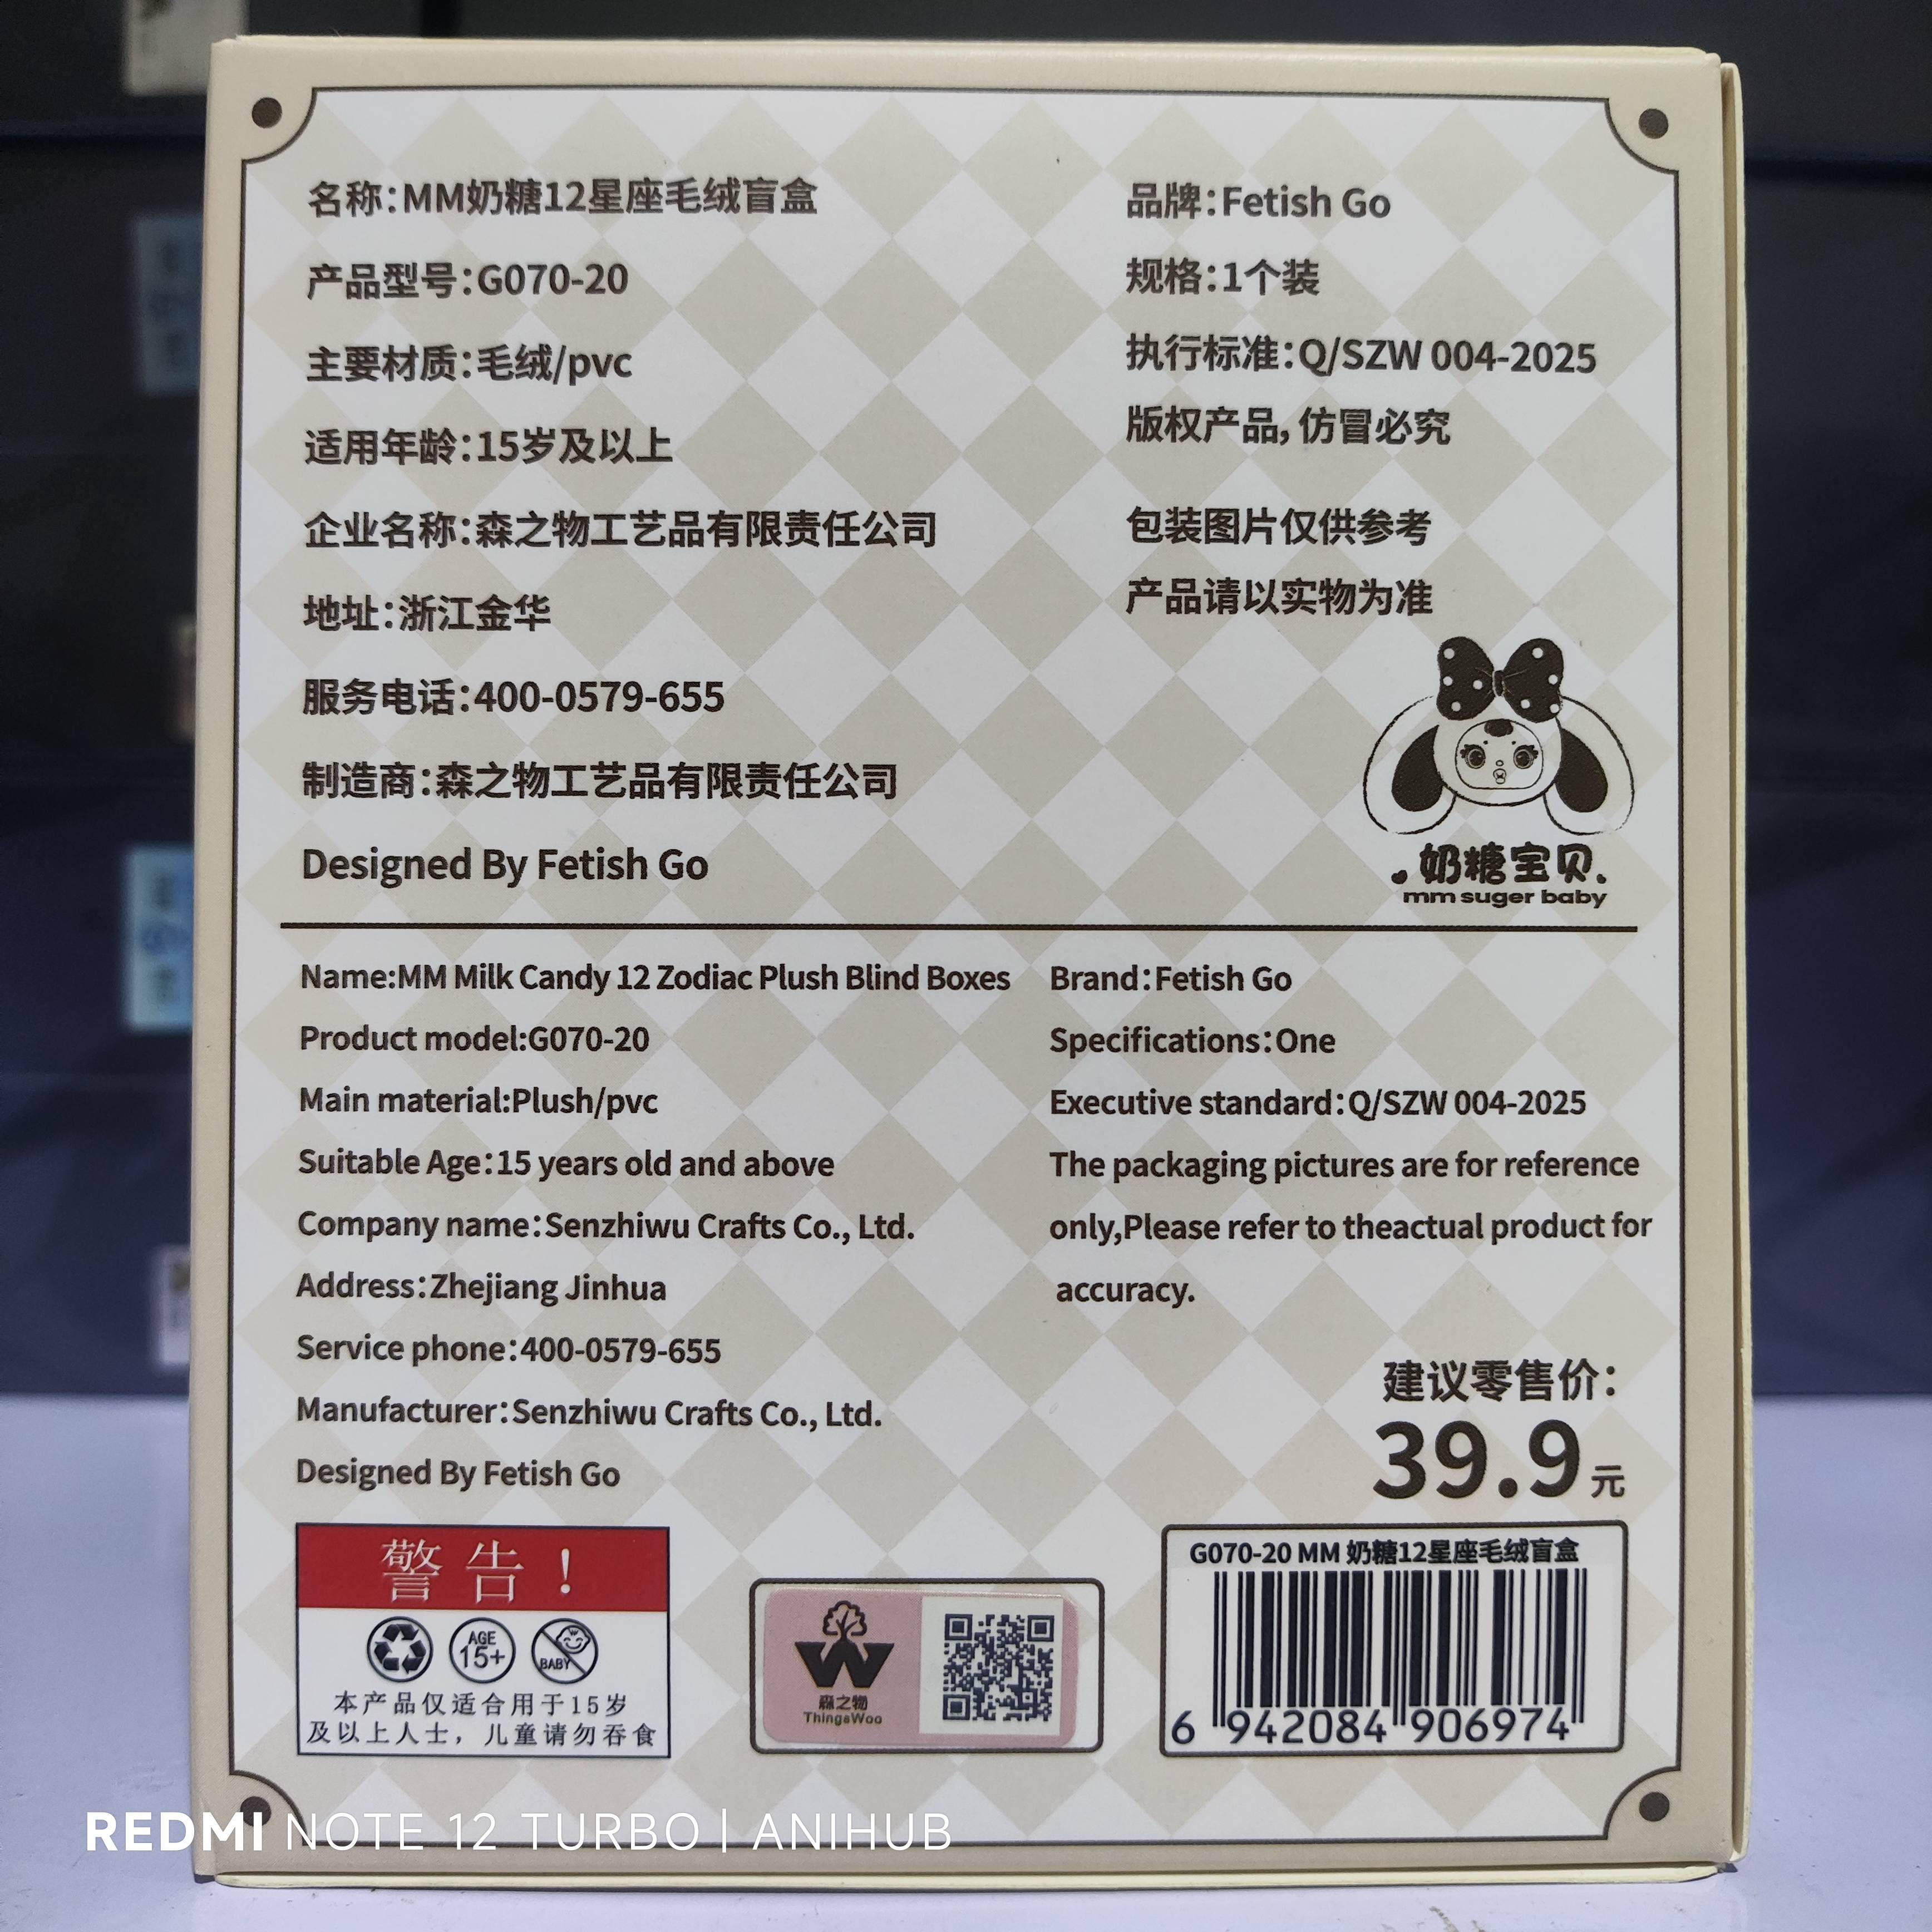 名称:MM奶糖12星座毛绒盲盒
产品型号:G070-20
主要材质:毛绒/pvc
适用年龄:15岁及以上
企业名称:森之物工艺品有限责任公司
地址:浙江金华
服务电话:400-0579-655
制造商:森之物工艺品有限责任公司
Designed By Fetish Go
品牌:Fetish Go
规格:1个装
执行标准:Q/SZW 004-2025
版权产品,仿冒必究
包装图片仅供参考
产品请以实物为准
奶糖宝贝
mm suger baby
Name:MM Milk Candy 12 Zodiac Plush Blind Boxes
Product model:G070-20
Main material:Plush/pvc
Suitable Age:15 years old and above
Company name:Senzhiwu Crafts Co., Ltd.
Address:Zhejiang Jinhua
Service phone:400-0579-655
Manufacturer:Senzhiwu Crafts Co., Ltd.
Designed By Fetish Go
Brand:Fetish Go
Specifications:One
Executive standard:Q/SZW 004-2025
The packaging pictures are for reference
only,Please refer to theactual product for
accuracy.
建议零售价:
39.9元
警告!
AGE
15+
BABY
本产品仅适合用于15岁
及以上人士,儿童请勿吞食
W
森之物
ThingsWoo
G070-20 MM 奶糖12星座毛绒盲盒
6 942084 906974
REDMI NOTE 12 TURBO | ANIHUB